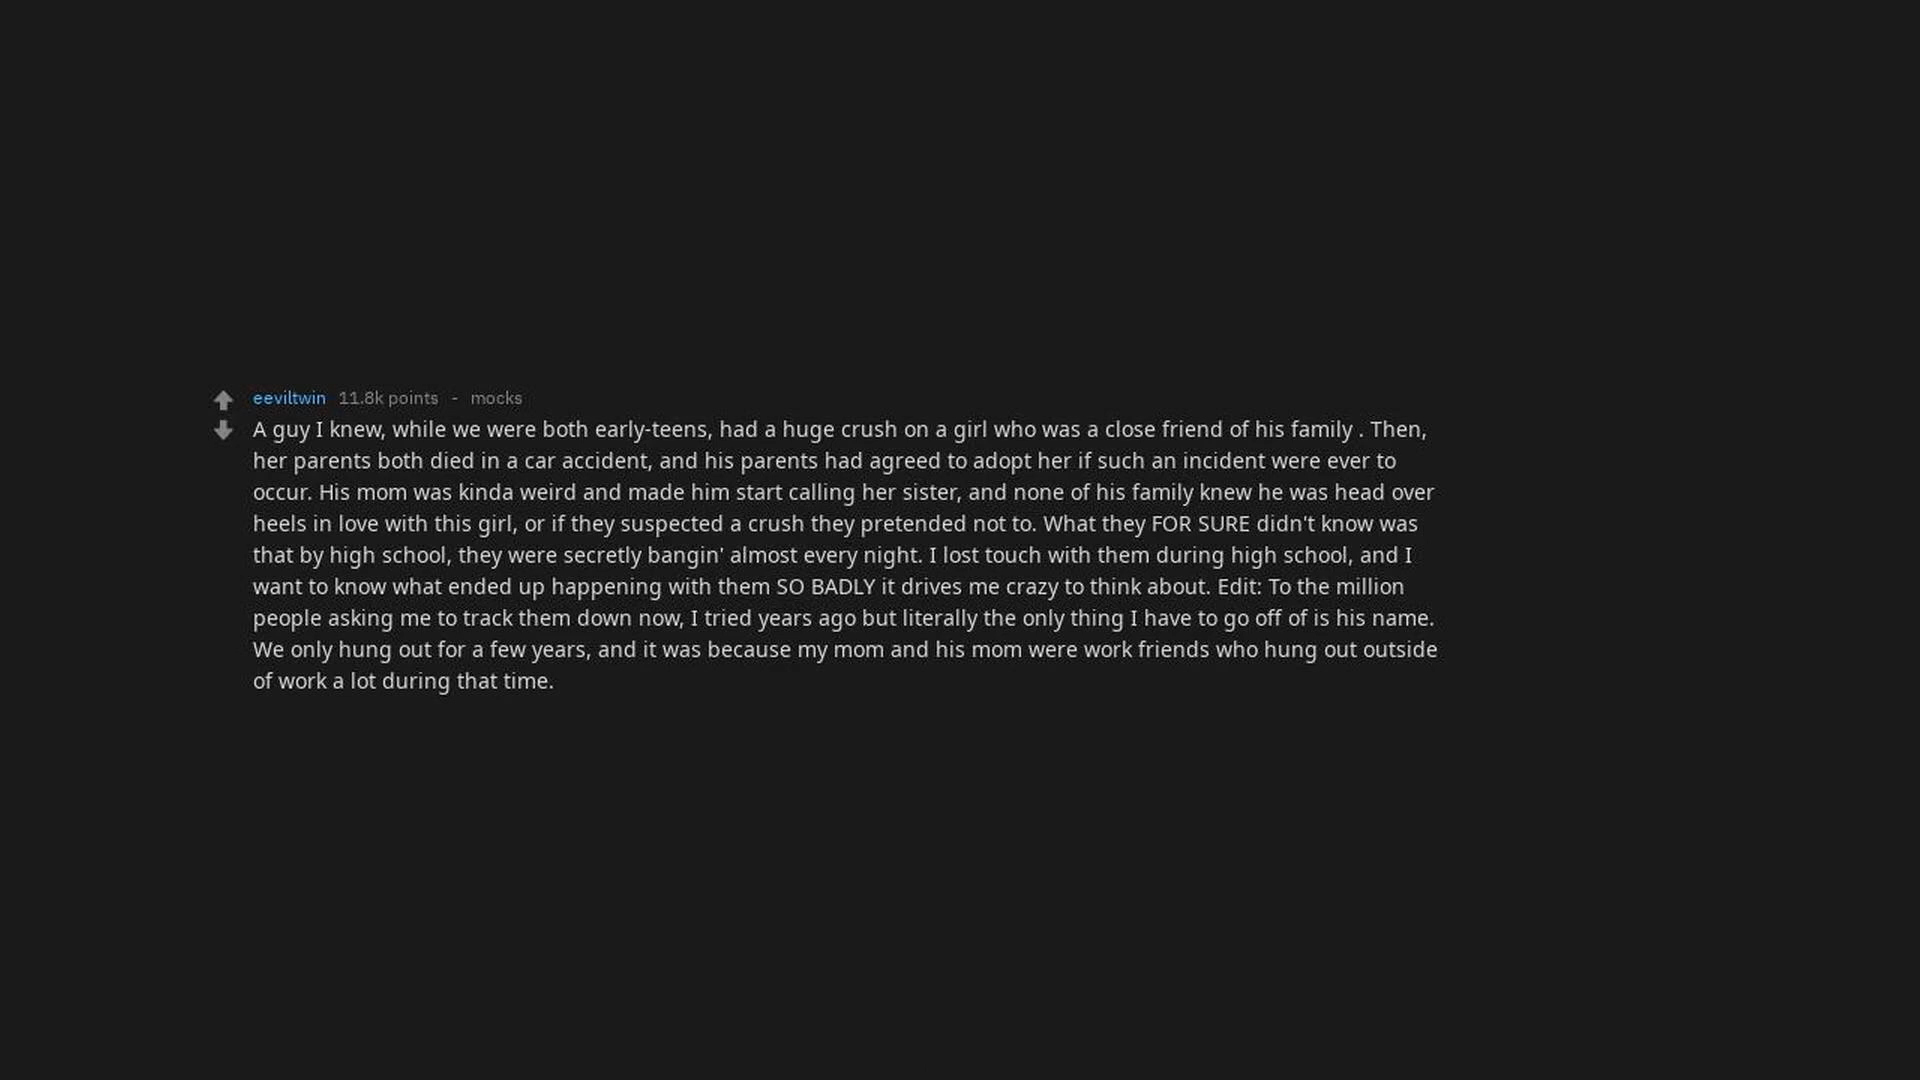 eeviltwin 11.8k points - mocks
A guy I knew, while we were both early-teens, had a huge crush on a girl who was a close friend of his family . Then,
her parents both died in a car accident, and his parents had agreed to adopt her if such an incident were ever to
occur. His mom was kinda weird and made him start calling her sister, and none of his family knew he was head over
heels in love with this girl, or if they suspected a crush they pretended not to. What they FOR SURE didn't know was
that by high school, they were secretly bangin' almost every night. I lost touch with them during high school, and I
want to know what ended up happening with them SO BADLY it drives me crazy to think about. Edit: To the million
people asking me to track them down now, I tried years ago but literally the only thing I have to go off of is his name.
We only hung out for a few years, and it was because my mom and his mom were work friends who hung out outside
of work a lot during that time.